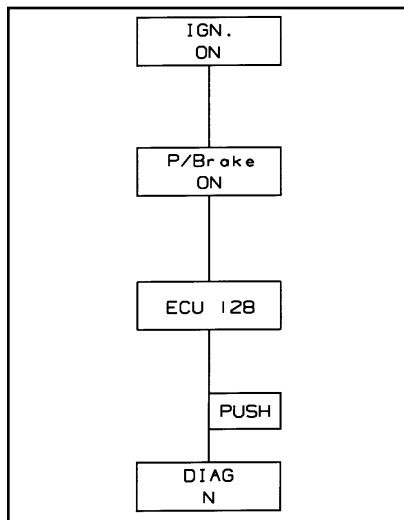 IGN.
ON
P/Brake
ON
ECU 128
PUSH
DIAG
N